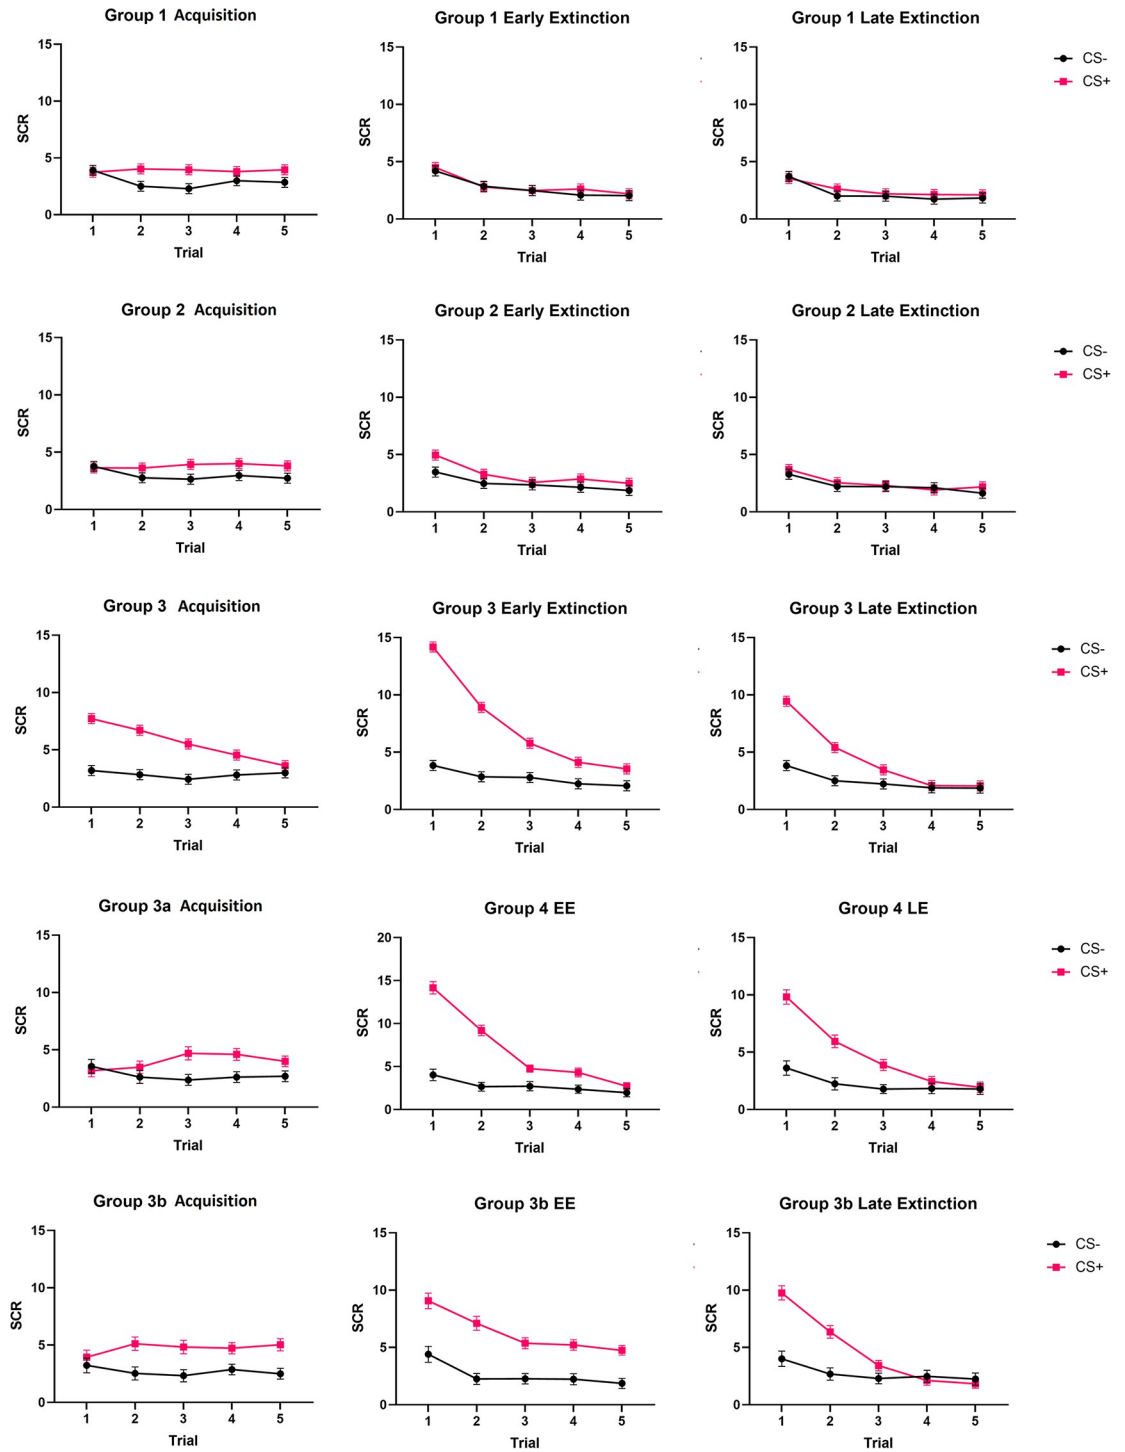 Group 1 Acquisition
15
10
5
0
SCR
1 2 3 4 5
Trial
Group 1 Early Extinction
15
10
5
0
SCR
1 2 3 4 5
Trial
Group 1 Late Extinction
15
10
5
0
SCR
1 2 3 4 5
Trial
CS-
CS+
Group 2 Acquisition
15
10
5
0
SCR
1 2 3 4 5
Trial
Group 2 Early Extinction
15
10
5
0
SCR
1 2 3 4 5
Trial
Group 2 Late Extinction
15
10
5
0
SCR
1 2 3 4 5
Trial
CS-
CS+
Group 3 Acquisition
15
10
5
0
SCR
1 2 3 4 5
Trial
Group 3 Early Extinction
15
10
5
0
SCR
1 2 3 4 5
Trial
Group 3 Late Extinction
15
10
5
0
SCR
1 2 3 4 5
Trial
CS-
CS+
Group 3a Acquisition
15
10
5
0
SCR
1 2 3 4 5
Trial
Group 4 EE
20
15
10
5
0
SCR
1 2 3 4 5
Trial
Group 4 LE
15
10
5
0
SCR
1 2 3 4 5
Trial
CS-
CS+
Group 3b Acquisition
15
10
5
0
SCR
1 2 3 4 5
Trial
Group 3b EE
15
10
5
0
SCR
1 2 3 4 5
Trial
Group 3b Late Extinction
15
10
5
0
SCR
1 2 3 4 5
Trial
CS-
CS+